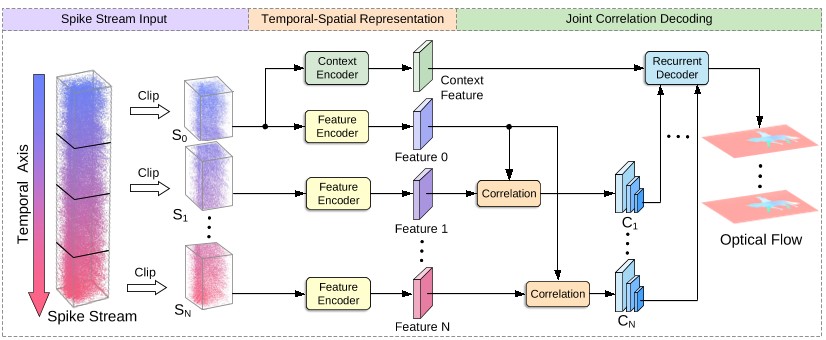 Spike Stream Input
Temporal-Spatial Representation
Joint Correlation Decoding
Temporal Axis
Spike Stream
Clip
S0
Clip
S1
Clip
SN
Context
Encoder
Context
Feature
Feature
Encoder
Feature 0
Feature
Encoder
Feature 1
Feature
Encoder
Feature N
Correlation
Correlation
C1
CN
Recurrent
Decoder
Optical Flow